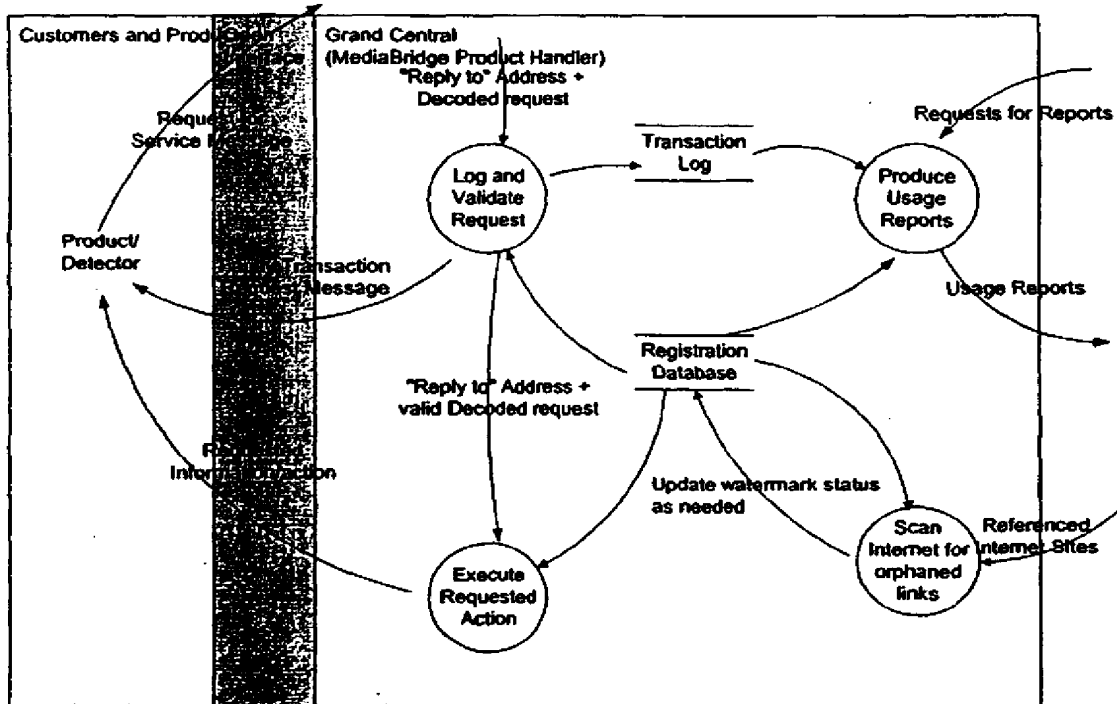 Customers and
Grand Central
(MediaBridge Product Handler)
"Reply to" Address +
Decoded request
Requests for Reports
Service
Transaction
Log
Log and
Validate
Request
Produce
Usage
Reports
Product/
Detector
Transaction
Message
Usage Reports
Registration
Database
"Reply to" Address +
valid Decoded request
Information/action
Update watermark status
as needed
Scan
Internet for
orphaned
links
Referenced
Internet Sites
Execute
Requested
Action